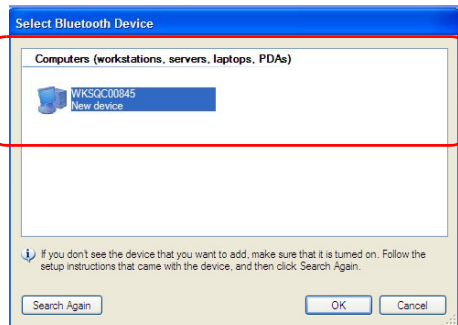 Select Bluetooth Device
Computers (workstations, servers, laptops, PDAs)
WKSQC00845
New device
If you don't see the device that you want to add, make sure that it is turned on. Follow the
setup instructions that came with the device, and then click Search Again.
Search Again
OK
Cancel